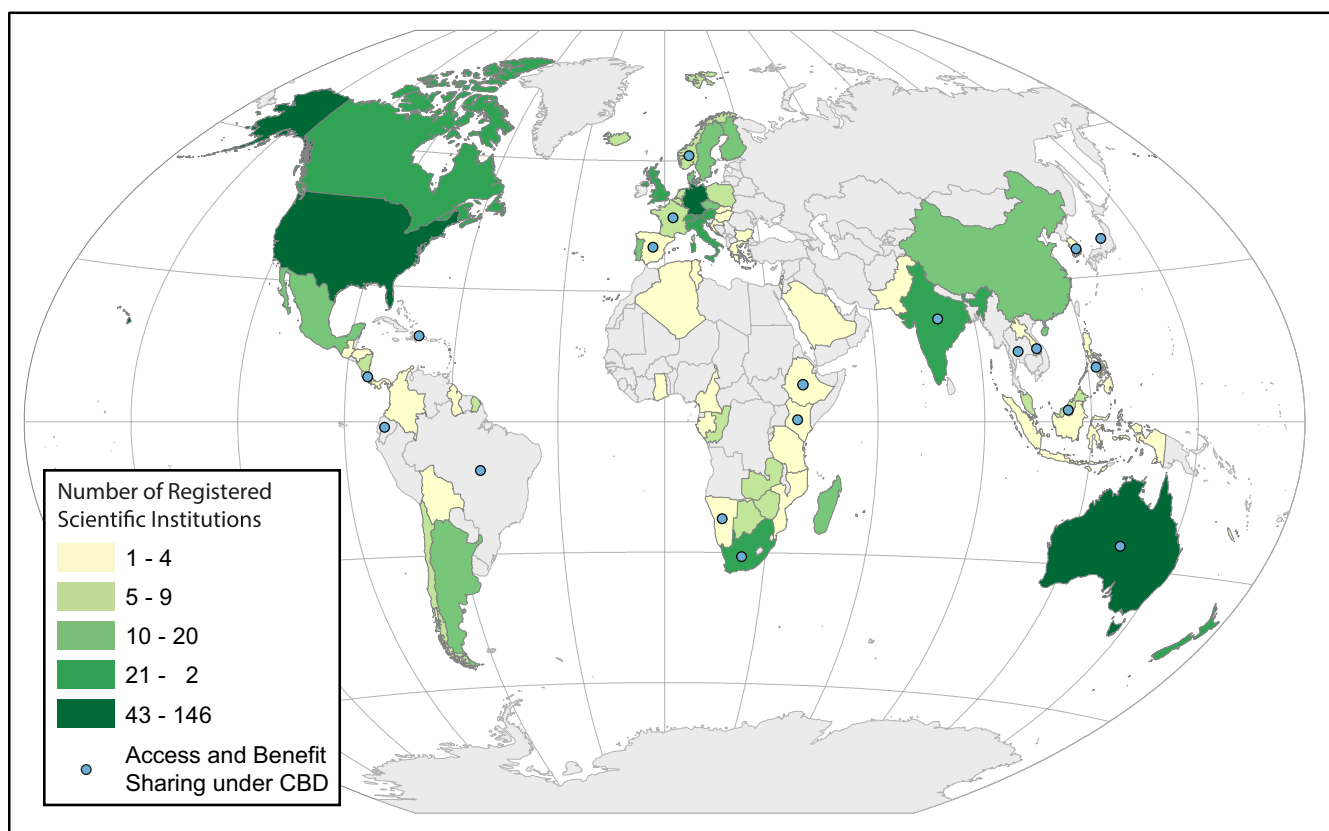 Number of Registered
Scientific Institutions
1 - 4
5 - 9
10 - 20
21 - 2
43 - 146
Access and Benefit
Sharing under CBD